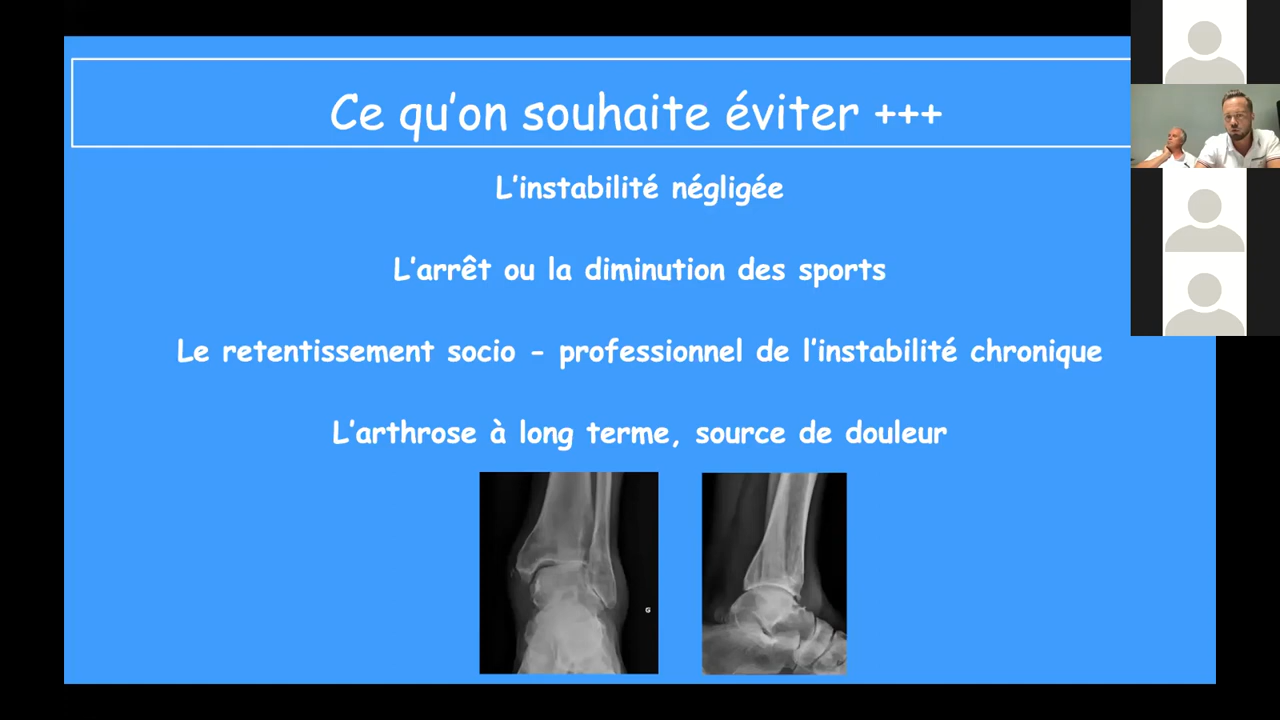 Ce qu'on souhaite éviter +++
L'instabilité négligée
L'arrêt ou la diminution des sports
Le retentissement socio - professionnel de l'instabilité chronique
L'arthrose à long terme, source de douleur
G